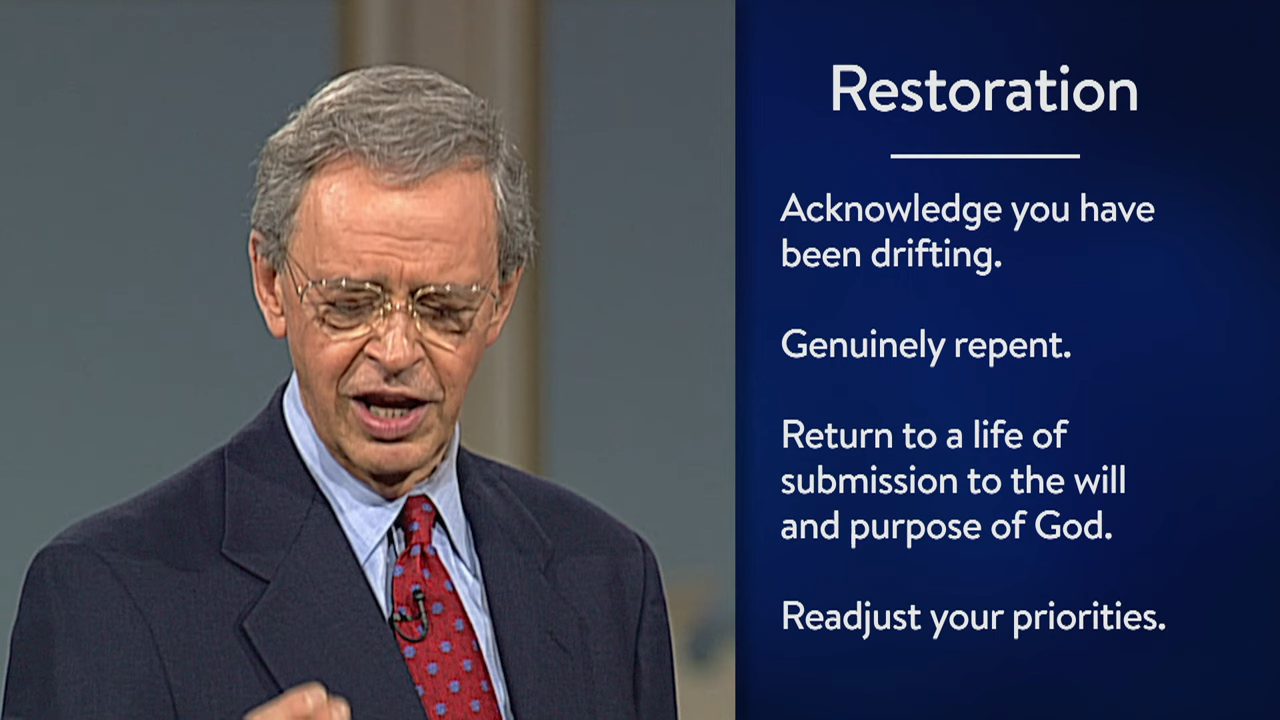 Restoration
Acknowledge you have
been drifting.
Genuinely repent.
Return to a life of
submission to the will
and purpose of God.
Readjust your priorities.